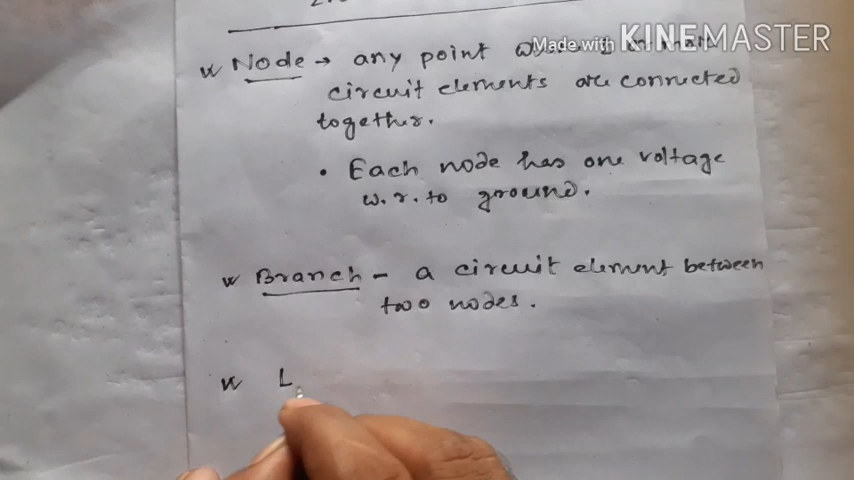 Node → any point
Made with KINEMASTER
circuit elements are connected
together.
• Each node has one voltage
w.r.to ground.
Branch - a circuit element between
two nodes.
L